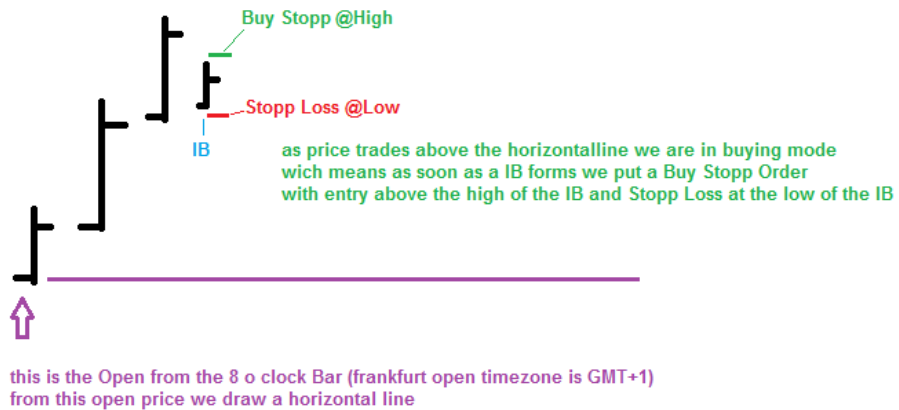 Buy Stopp @High
Stopp Loss @Low
IB
as price trades above the horizontalline we are in buying mode
wich means as soon as a IB forms we put a Buy Stopp Order
with entry above the high of the IB and Stopp Loss at the low of the IB
this is the Open from the 8 o clock Bar (frankfurt open timezone is GMT+1)
from this open price we draw a horizontal line